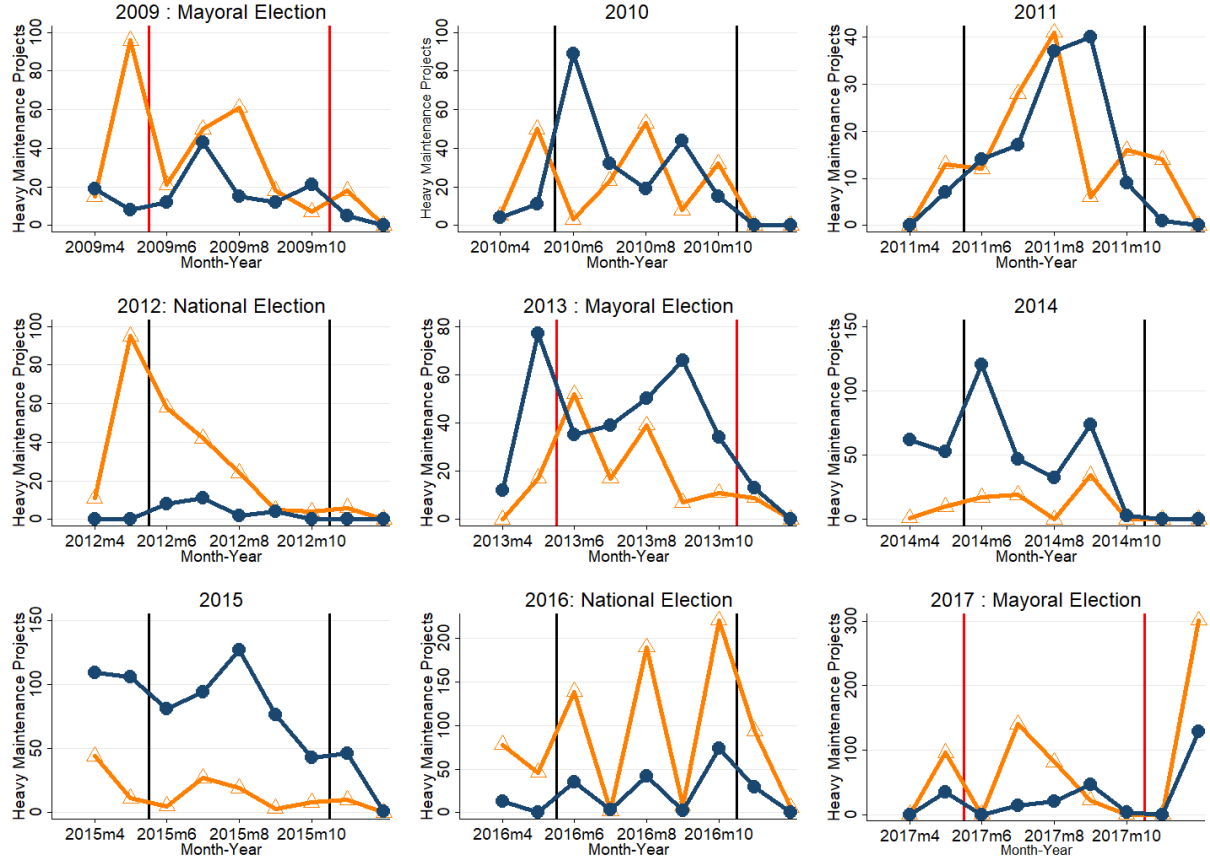 2009 : Mayoral Election
Heavy Maintenance Projects
100
80
60
40
20
0
2009m4 2009m6 2009m8 2009m10
Month-Year
2010
Heavy Maintenance Projects
100
80
60
40
20
0
2010m4 2010m6 2010m8 2010m10
Month-Year
2011
Heavy Maintenance Projects
40
30
20
10
0
2011m4 2011m6 2011m8 2011m10
Month-Year
2012: National Election
Heavy Maintenance Projects
100
80
60
40
20
0
2012m4 2012m6 2012m8 2012m10
Month-Year
2013 : Mayoral Election
Heavy Maintenance Projects
80
60
40
20
0
2013m4 2013m6 2013m8 2013m10
Month-Year
2014
Heavy Maintenance Projects
150
100
50
0
2014m4 2014m6 2014m8 2014m10
Month-Year
2015
Heavy Maintenance Projects
150
100
50
0
2015m4 2015m6 2015m8 2015m10
Month-Year
2016: National Election
Heavy Maintenance Projects
200
150
100
50
0
2016m4 2016m6 2016m8 2016m10
Month-Year
2017 : Mayoral Election
Heavy Maintenance Projects
300
200
100
0
2017m4 2017m6 2017m8 2017m10
Month-Year